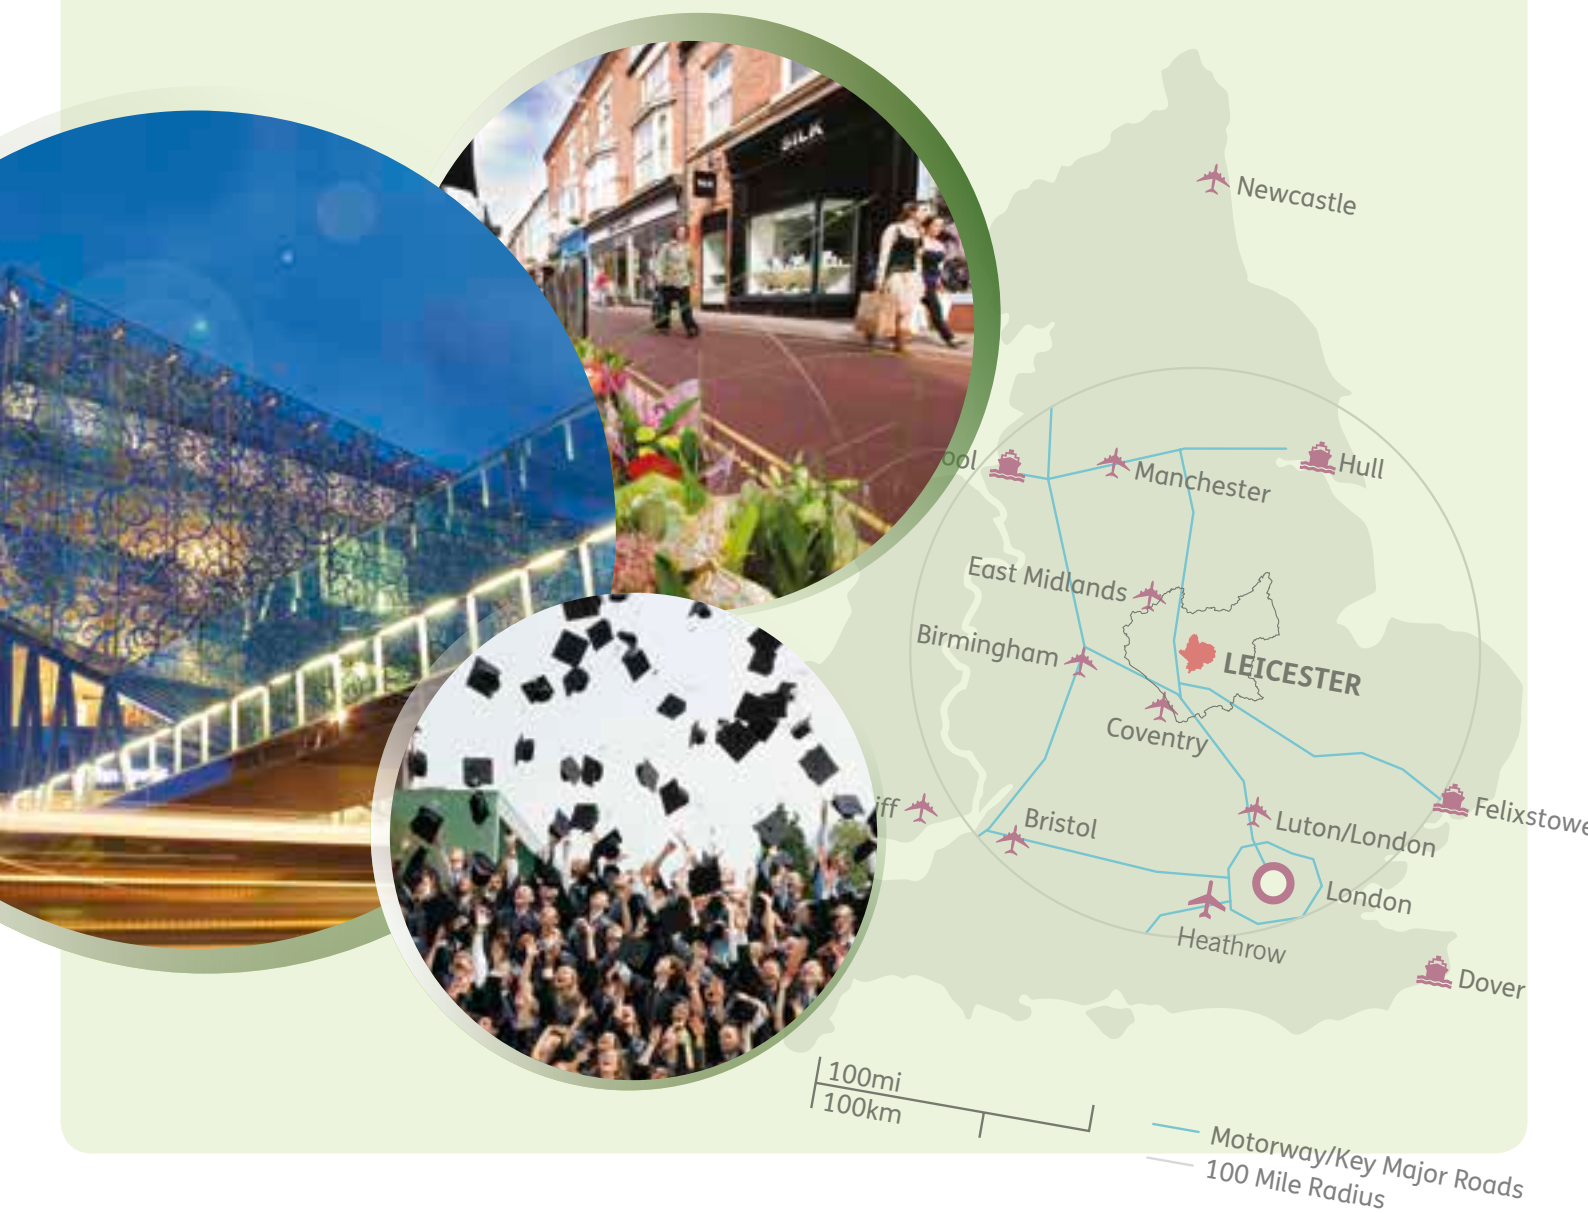 SILK
Newcastle
ool
Manchester
Hull
East Midlands
Birmingham
LEICESTER
Coventry
iff
Bristol
Luton/London
Felixstowe
London
Heathrow
Dover
100mi
100km
Motorway/Key Major Roads
100 Mile Radius